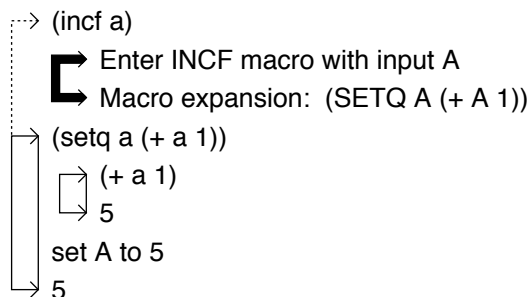 (incf a)
Enter INCF macro with input A
Macro expansion: (SETQ A (+ A 1))
(setq a (+ a 1))
(+ a 1)
5
set A to 5
5